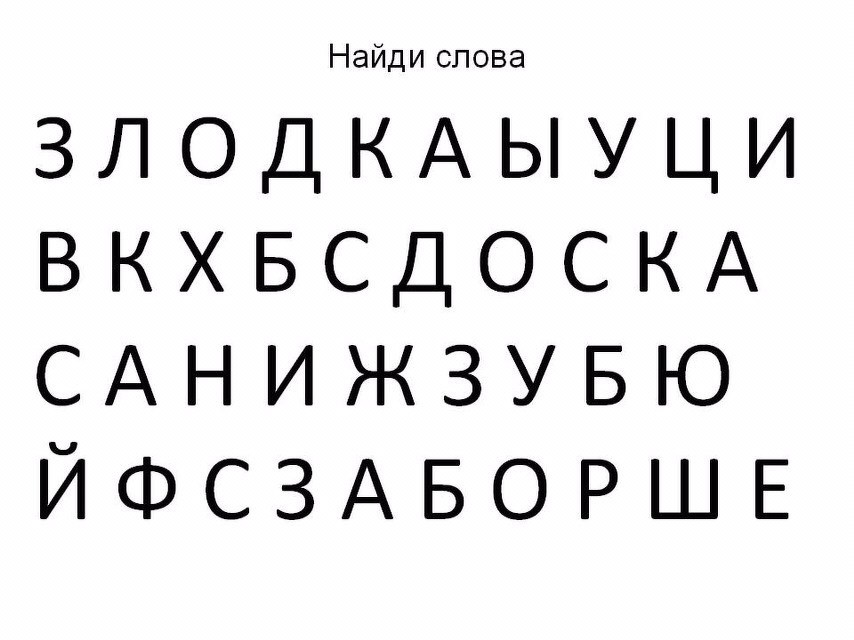 Найди слова
З Л О Д К А Ы У Ц И
В К Х Б С Д О С К А
С А Н И Ж З У Б Ю
Й Ф С З А Б О Р Ш Е